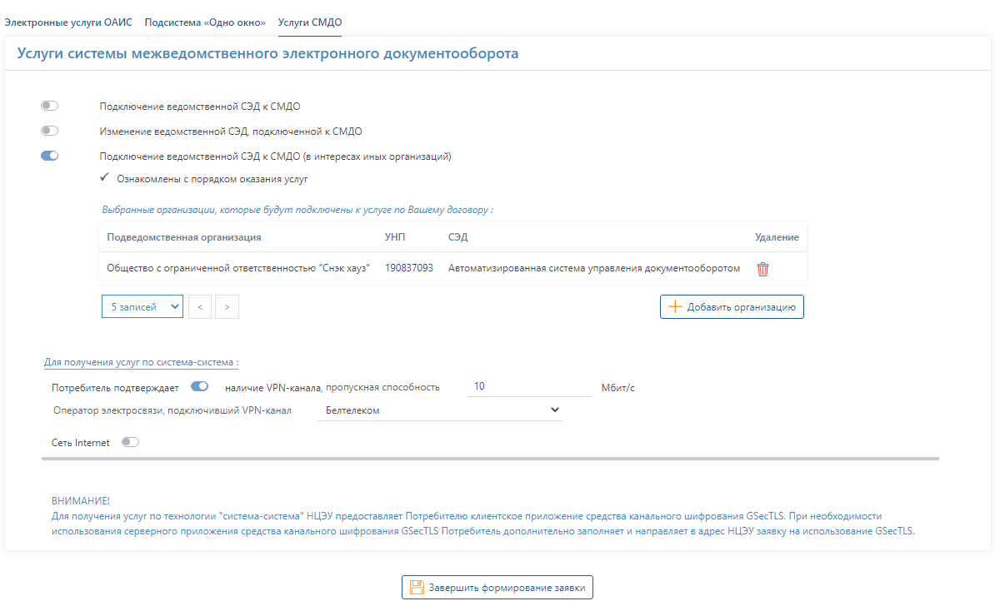 Электронные услуги ОАИС Подсистема «Одно окно» Услуги СМДО
Услуги системы межведомственного электронного документооборота
Подключение ведомственной СЭД к СМДО
Изменение ведомственной СЭД, подключенной к СМДО
Подключение ведомственной СЭД к СМДО (в интересах иных организаций)
✓ Ознакомлены с порядком оказания услуг
Выбранные организации, которые будут подключены к услуге по Вашему договору :
Подведомственная организация УНП СЭД Удаление
Общество с ограниченной ответственностью "Снэк хауз" 190837093 Автоматизированная система управления документооборотом
5 записей < > Добавить организацию
Для получения услуг по система-система :
Потребитель подтверждает наличие VPN-канала, пропускная способность 10 Мбит/с
Оператор электросвязи, подключивший VPN-канал Белтелеком
Сеть Internet
ВНИМАНИЕ!
Для получения услуг по технологии "система-система" НЦЭУ предоставляет Потребителю клиентское приложение средства канального шифрования GSecTLS. При необходимости
использования серверного приложения средства канального шифрования GSecTLS Потребитель дополнительно заполняет и направляет в адрес НЦЭУ заявку на использование GSecTLS.
Завершить формирование заявки